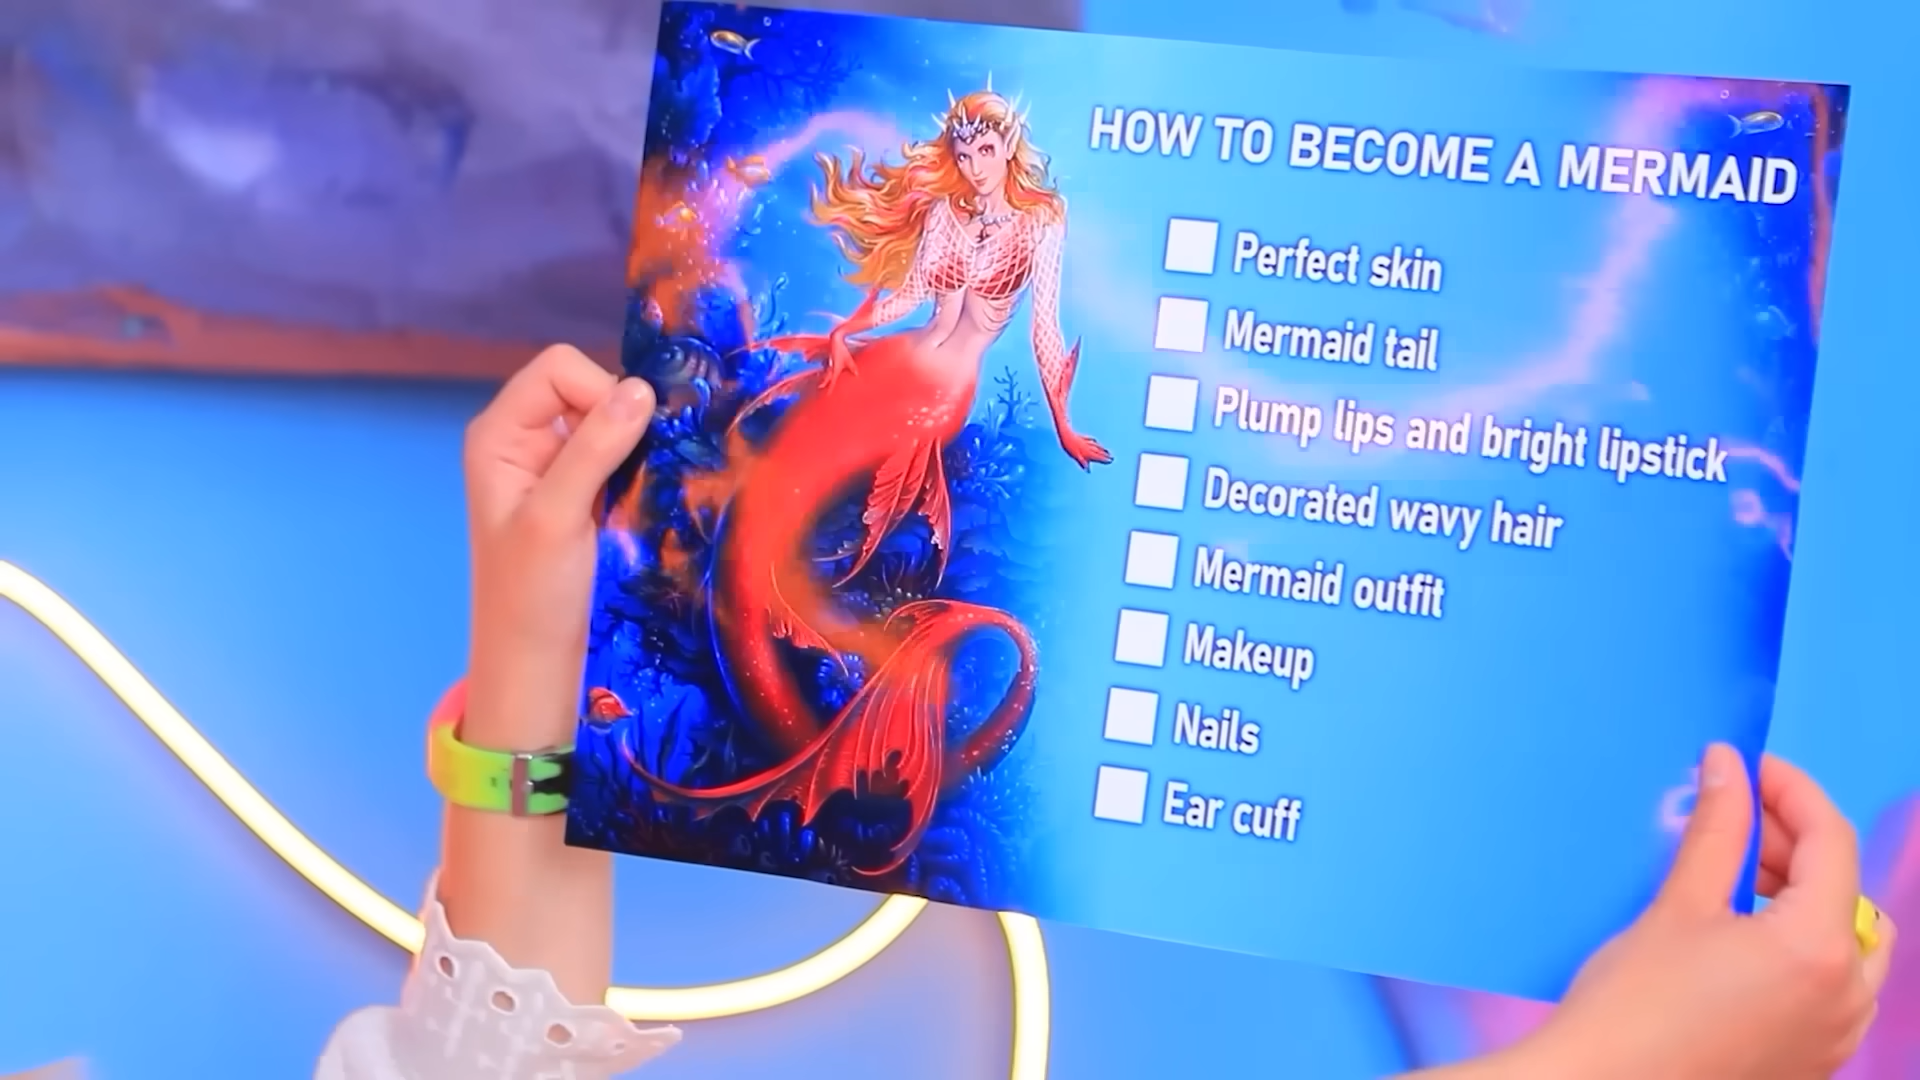 HOW TO BECOME A MERMAID
Perfect skin
Mermaid tail
Plump lips and bright lipstick
Decorated wavy hair
Mermaid outfit
Makeup
Nails
Ear cuff